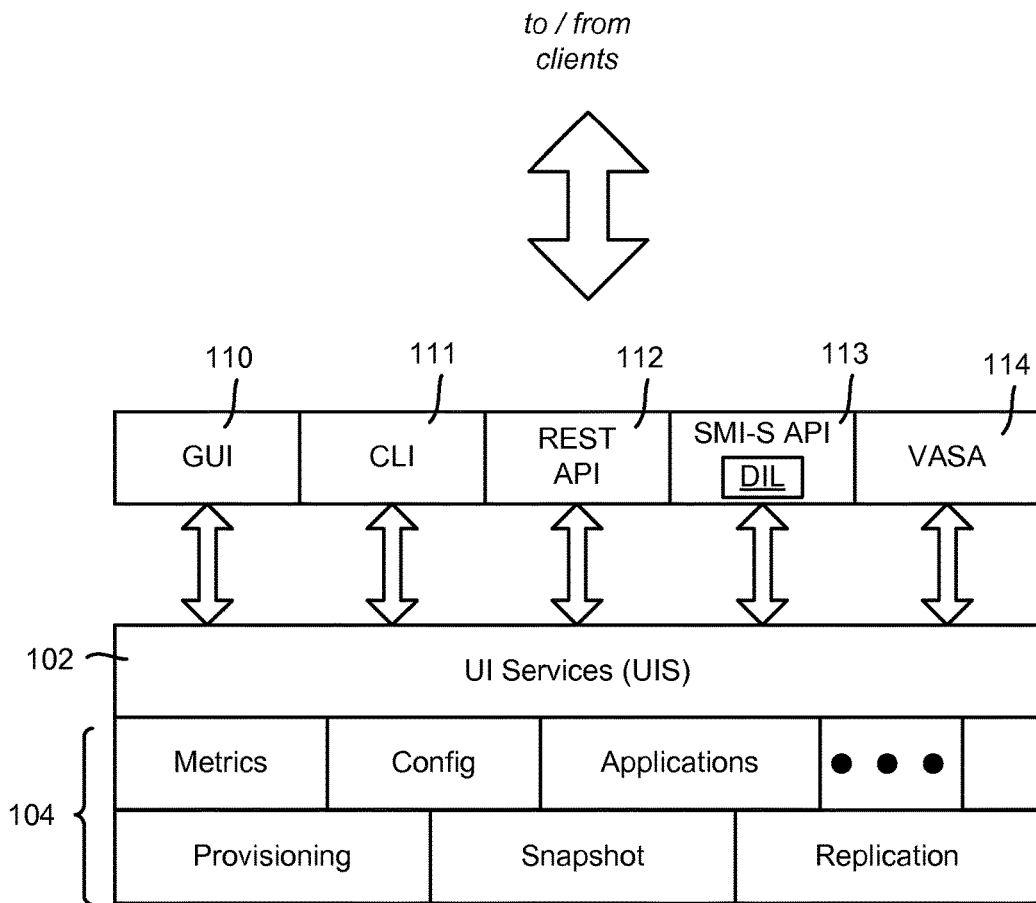 to / from
clients
110
111
112
113
114
GUI
CLI
REST
API
SMI-S API
DIL
VASA
102
UI Services (UIS)
Metrics
Config
Applications
● ● ●
104
Provisioning
Snapshot
Replication